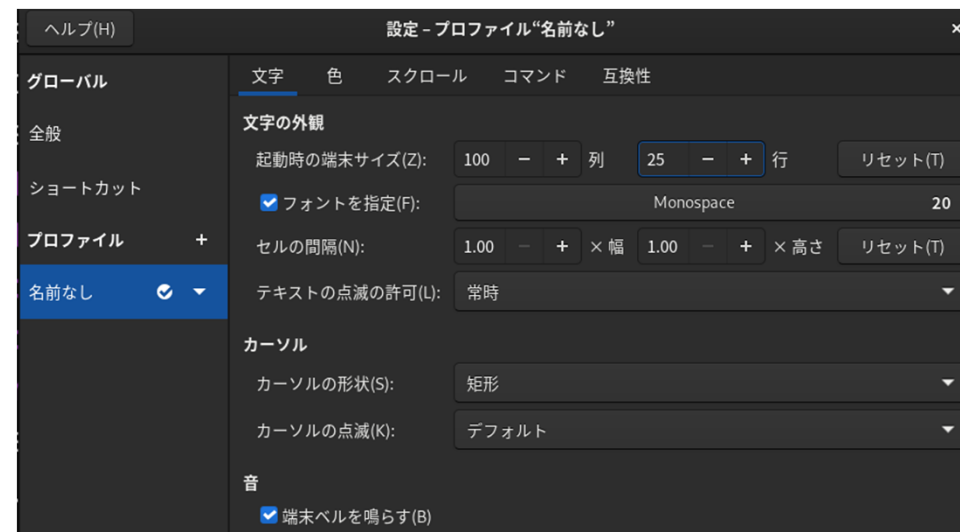 ヘルプ(H)
設定 – プロファイル“名前なし”
グローバル
全般
ショートカット
プロファイル +
名前なし
文字 色 スクロール コマンド 互換性
文字の外観
起動時の端末サイズ(Z): 100 − + 列 25 − + 行 リセット(T)
フォントを指定(F): Monospace 20
セルの間隔(N): 1.00 − + × 幅 1.00 − + × 高さ リセット(T)
テキストの点滅の許可(L): 常時
カーソル
カーソルの形状(S): 矩形
カーソルの点滅(K): デフォルト
音
端末ベルを鳴らす(B)